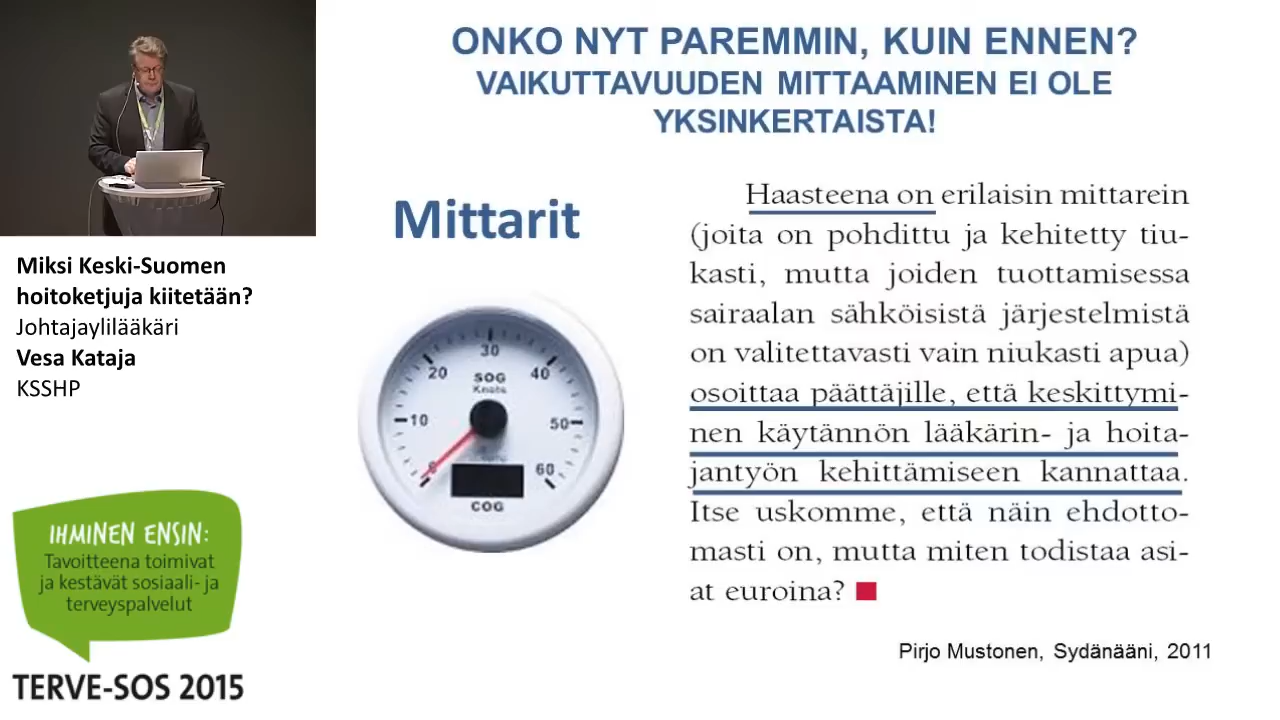 ONKO NYT PAREMMIN, KUIN ENNEN?
VAIKUTTAVUUDEN MITTAAMINEN EI OLE
YKSINKERTAISTA!
Mittarit
10
20
30
40
50
60
SOG
Knots
0
COG
Haasteena on erilaisin mittarein
(joita on pohdittu ja kehitetty tiu-
kasti, mutta joiden tuottamisessa
sairaalan sähköisistä järjestelmistä
on valitettavasti vain niukasti apua)
osoittaa päättäjille, että keskittymi-
nen käytännön lääkärin- ja hoita-
jantyön kehittämiseen kannattaa.
Itse uskomme, että näin ehdotto-
masti on, mutta miten todistaa asi-
at euroina?
Pirjo Mustonen, Sydänääni, 2011
Miksi Keski-Suomen
hoitoketjuja kiitetään?
Johtajaylilääkäri
Vesa Kataja
KSSHP
IHMINEN ENSIN:
Tavoitteena toimivat
ja kestävät sosiaali- ja
terveyspalvelut
TERVE-SOS 2015